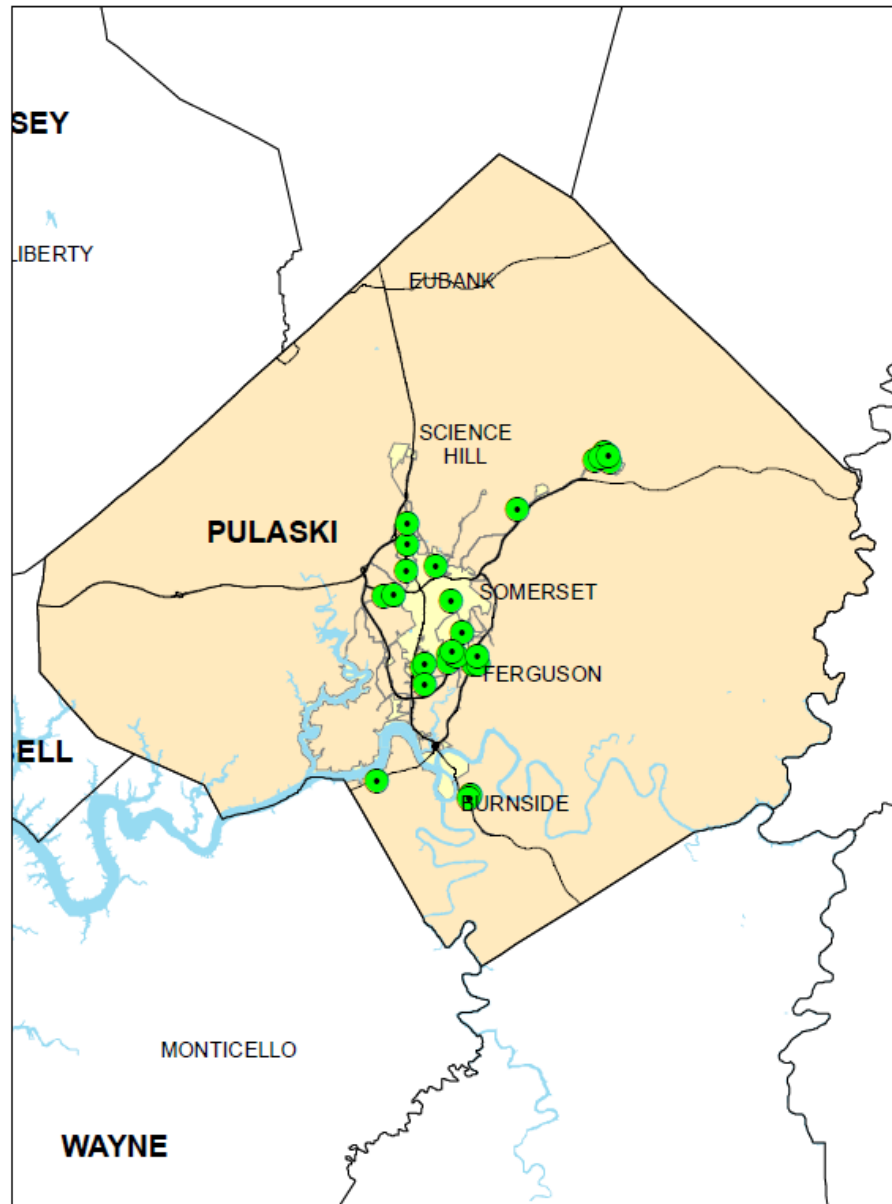 SEY
LIBERTY
EUBANK
SCIENCE
HILL
PULASKI
SOMERSET
FERGUSON
ELL
BURNSIDE
MONTICELLO
WAYNE